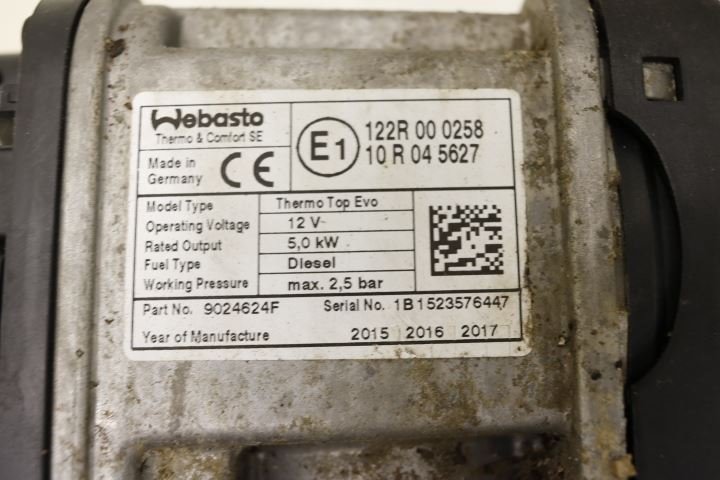 Webasto
Thermo & Comfort SE
Made in
Germany
CE
E1
122R 00 0258
10 R 04 5627
Model Type Thermo Top Evo
Operating Voltage 12 V
Rated Output 5,0 kW
Fuel Type Diesel
Working Pressure max. 2,5 bar
Part No. 9024624F Serial No. 1B1523576447
Year of Manufacture 2015 2016 2017